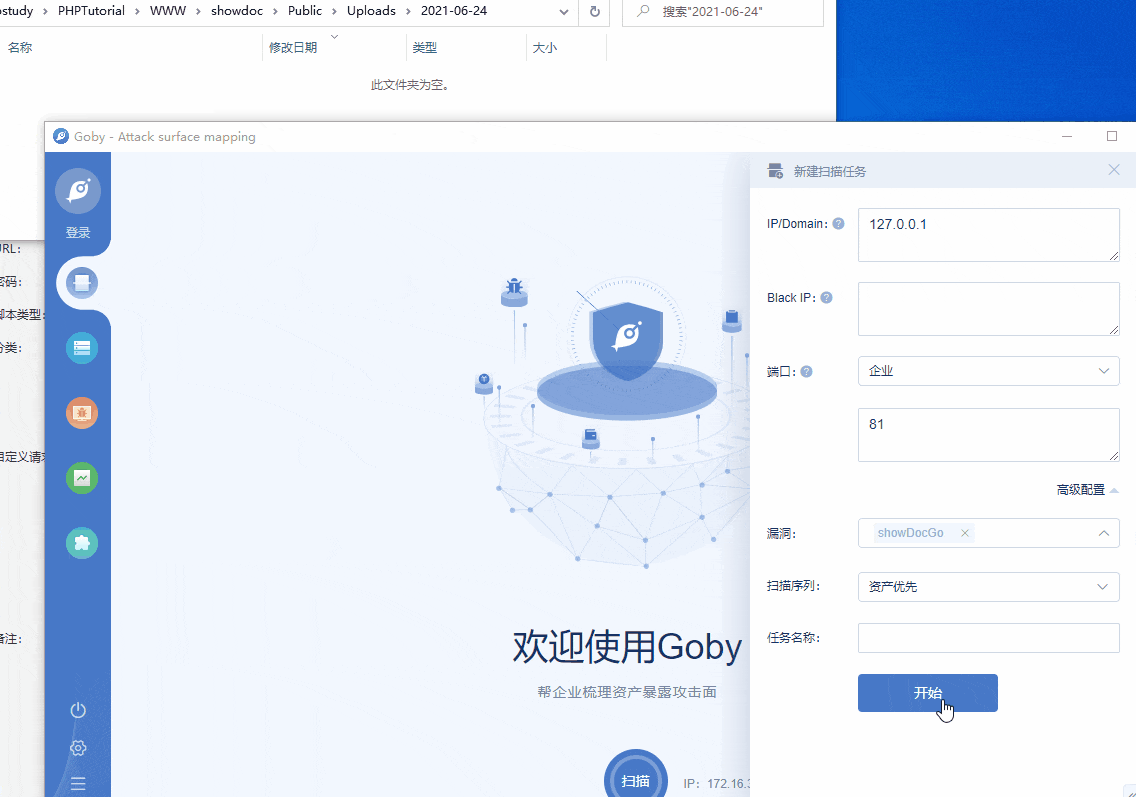 study > PHPTutorial > WWW > showdoc > Public > Uploads > 2021-06-24
搜索"2021-06-24"
名称 修改日期 类型 大小
此文件夹为空。
Goby - Attack surface mapping
新建扫描任务
登录
IP/Domain: ? 127.0.0.1
Black IP: ?
端口: ? 企业
81
高级配置
漏洞: showDocGo ×
扫描序列: 资产优先
任务名称:
开始
URL:
密码:
脚本类型:
分类:
自定义请求
备注:
欢迎使用Goby
帮企业梳理资产暴露攻击面
扫描
IP: 172.16.3